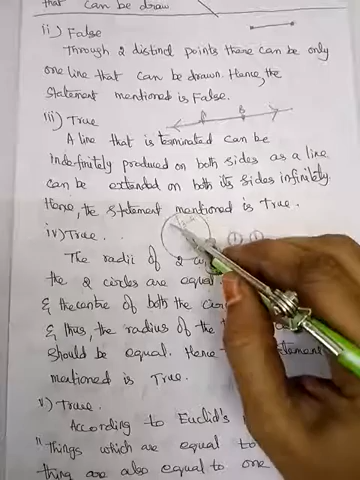 that can be draw
ii) False
Through 2 distinct points there can be only
one line that can be drawn. Hence, the
statement mentioned is False.
iii) True
A line that is terminated can be
indefinitely produced on both sides as a line
can be extended on both its sides infinitely.
Hence, the statement mentioned is True.
iv) True.
The radii of 2
the 2 circles are equal
& the centre of both the
& thus, the radius of the
should be equal. Hence
mentioned is True.
v) True.
According to Euclid's
"Things which are equal to
thing are also equal to one